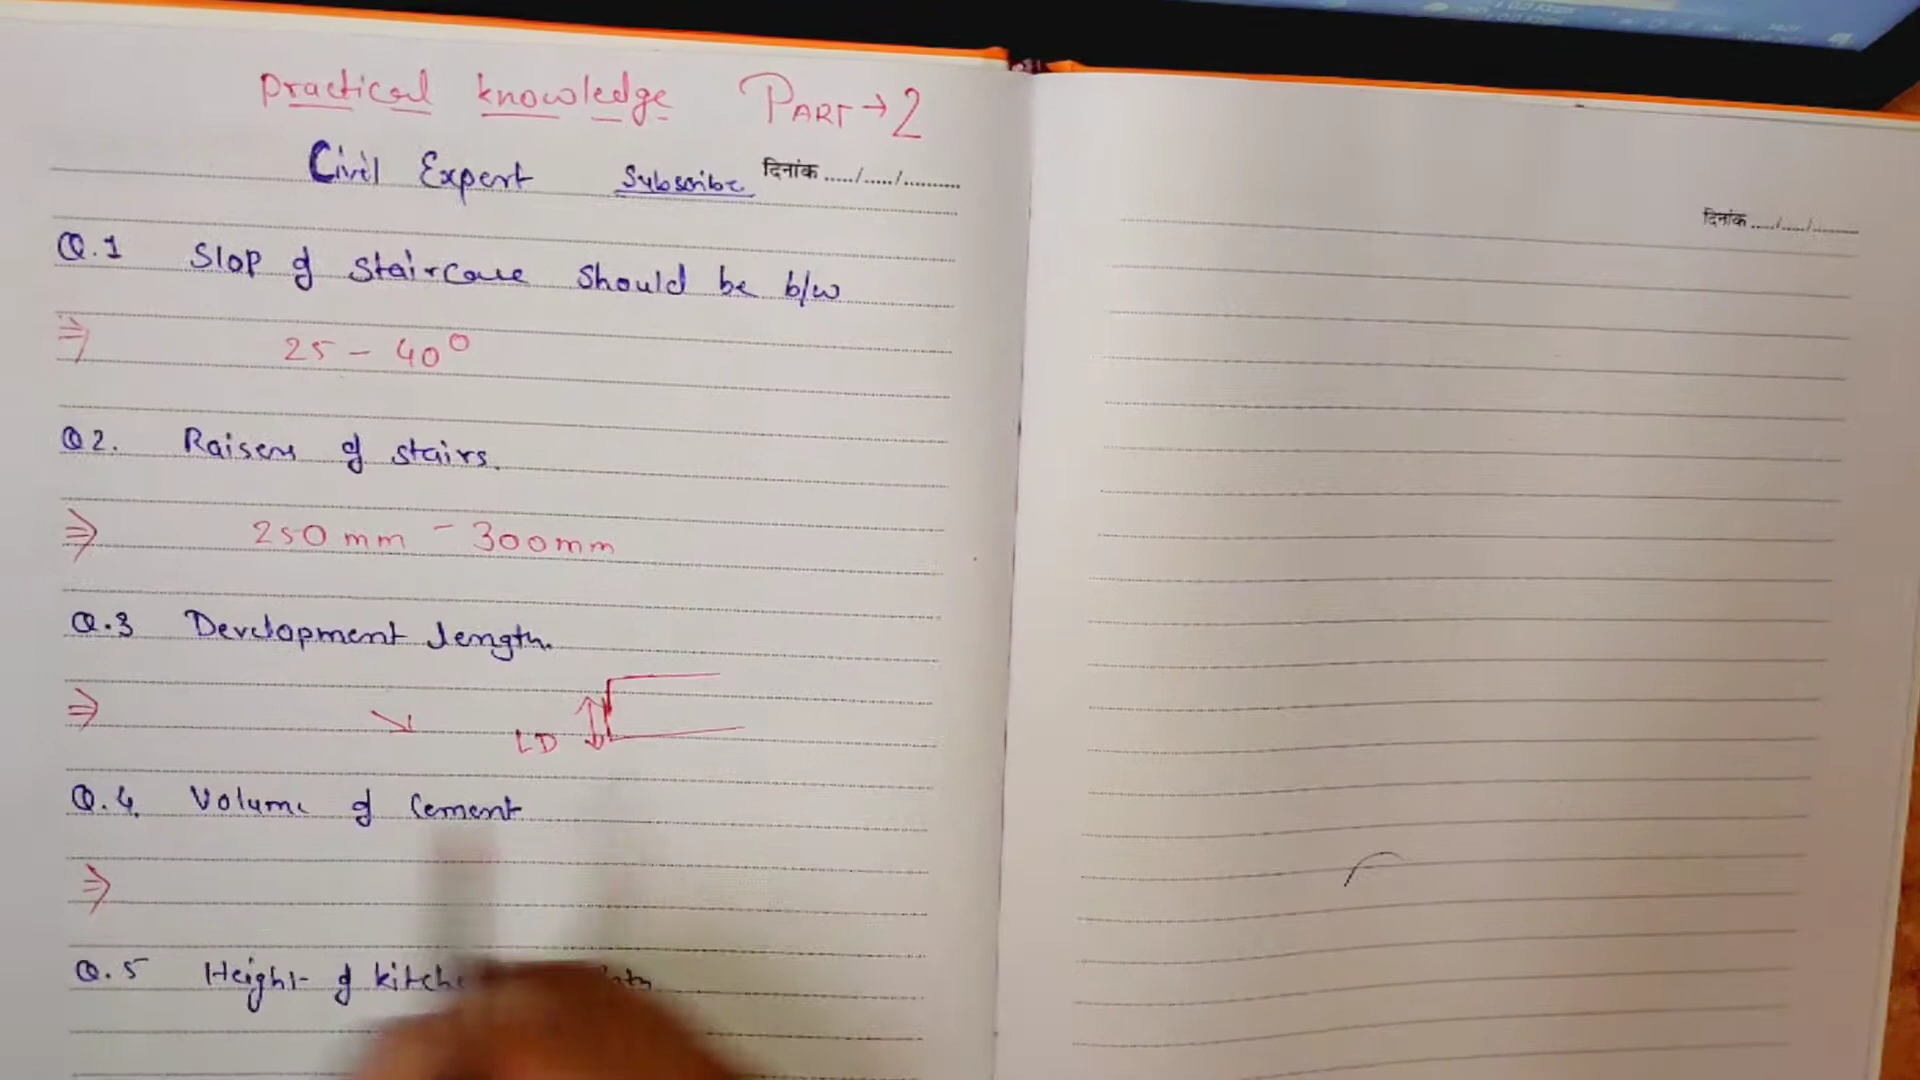 Practical knowledge PART → 2
Civil Expert Subscribe दिनांक ...../...../..........
Q.1 Slop of staircase should be b/w
⇒ 25 - 40°
Q2. Raisers of stairs.
⇒ 250 mm - 300mm
Q.3 Development length.
⇒
LD
Q.4. Volume of Cement
⇒
Q.5 Height of
दिनांक ...../...../..........